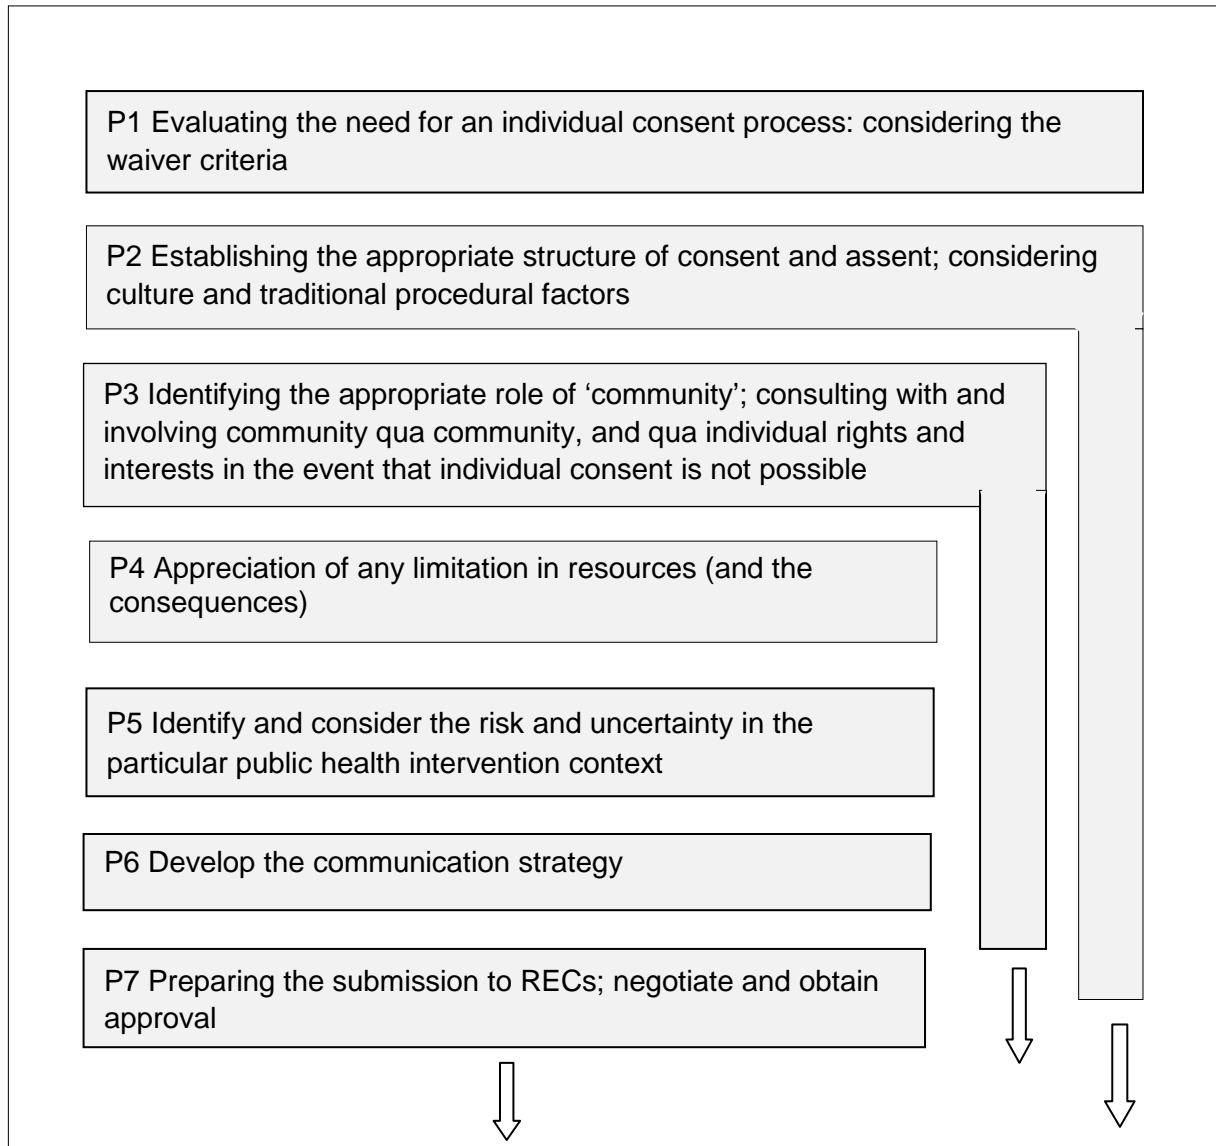 P1 Evaluating the need for an individual consent process: considering the
waiver criteria
P2 Establishing the appropriate structure of consent and assent; considering
culture and traditional procedural factors
P3 Identifying the appropriate role of ‘community’; consulting with and
involving community qua community, and qua individual rights and
interests in the event that individual consent is not possible
P4 Appreciation of any limitation in resources (and the
consequences)
P5 Identify and consider the risk and uncertainty in the
particular public health intervention context
P6 Develop the communication strategy
P7 Preparing the submission to RECs; negotiate and obtain
approval